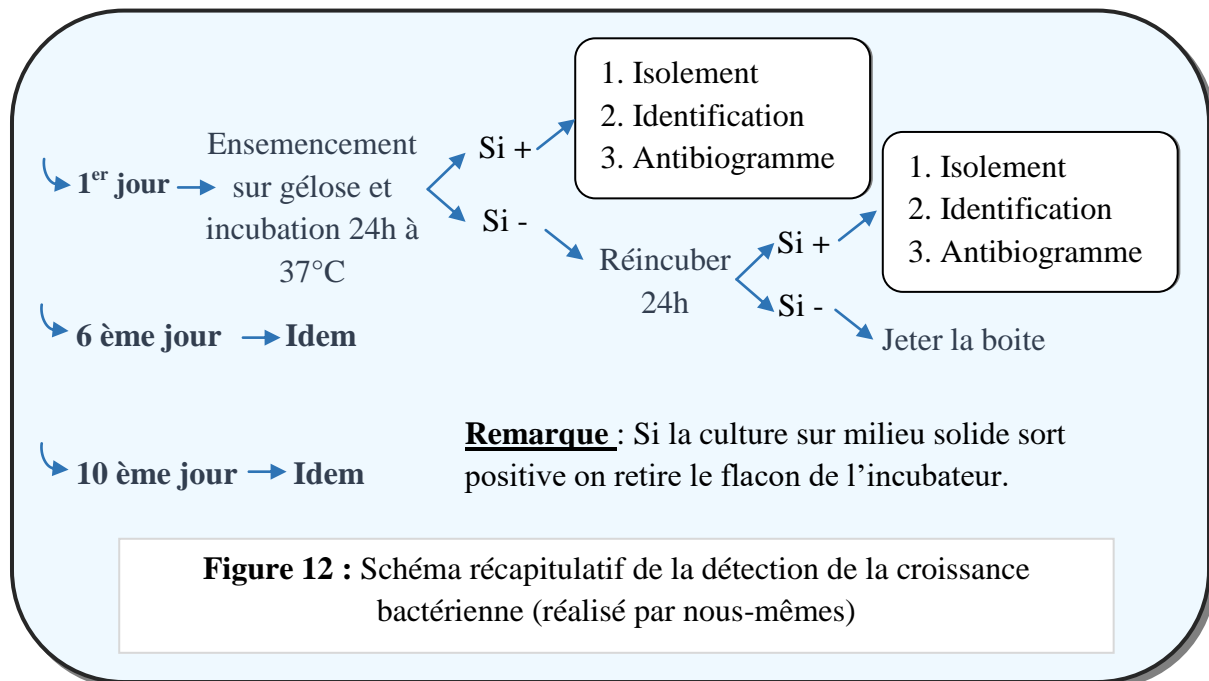 1er jour
Ensemencement
sur gélose et
incubation 24h à
37°C
Si +
1. Isolement
2. Identification
3. Antibiogramme
Si -
Réincuber
24h
Si +
1. Isolement
2. Identification
3. Antibiogramme
Si -
Jeter la boite
6 ème jour
Idem
10 ème jour
Idem
Remarque : Si la culture sur milieu solide sort
positive on retire le flacon de l’incubateur.
Figure 12 : Schéma récapitulatif de la détection de la croissance
bactérienne (réalisé par nous-mêmes)